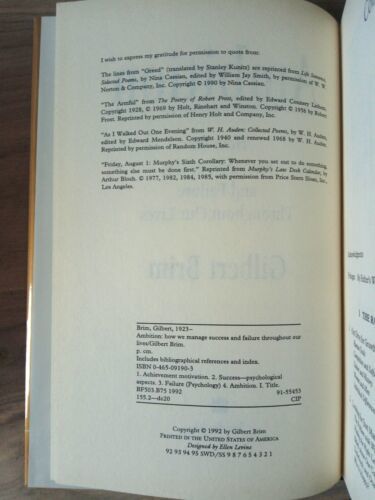 I wish to express my gratitude for permission to quote from:
The lines from "Greed" (translated by Stanley Kunitz) are reprinted from Life Sentence,
Selected Poems, by Nina Cassian, edited by William Jay Smith, by permission of W. W.
Norton & Company, Inc. Copyright © 1990 by Nina Cassian.
"The Armful" from The Poetry of Robert Frost, edited by Edward Connery Lathem.
Copyright 1928, © 1969 by Holt, Rinehart and Winston. Copyright © 1956 by Robert
Frost. Reprinted by permission of Henry Holt and Company, Inc.
"As I Walked Out One Evening" from W. H. Auden: Collected Poems, by W. H. Auden,
edited by Edward Mendelson. Copyright 1940 and renewed 1968 by W. H. Auden.
Reprinted by permission of Random House, Inc.
"Friday, August 1: Murphy's Sixth Corollary: Whenever you set out to do something,
something else must be done first." Reprinted from Murphy's Law Desk Calendar, by
Arthur Bloch. © 1977, 1982, 1984, 1985, with permission from Price Stern Sloan, Inc.,
Los Angeles.
Brim, Gilbert, 1923–
Ambition: how we manage success and failure throughout our
lives/Gilbert Brim.
p. cm.
Includes bibliographical references and index.
ISBN 0-465-09190-3
1. Achievement motivation. 2. Success—psychological
aspects. 3. Failure (Psychology) 4. Ambition. I. Title.
BF503.B75 1992 91-55453
155.2–dc20 CIP
Copyright © 1992 by Gilbert Brim
PRINTED IN THE UNITED STATES OF AMERICA
Designed by Ellen Levine
92 93 94 95 SWD/SS 9 8 7 6 5 4 3 2 1